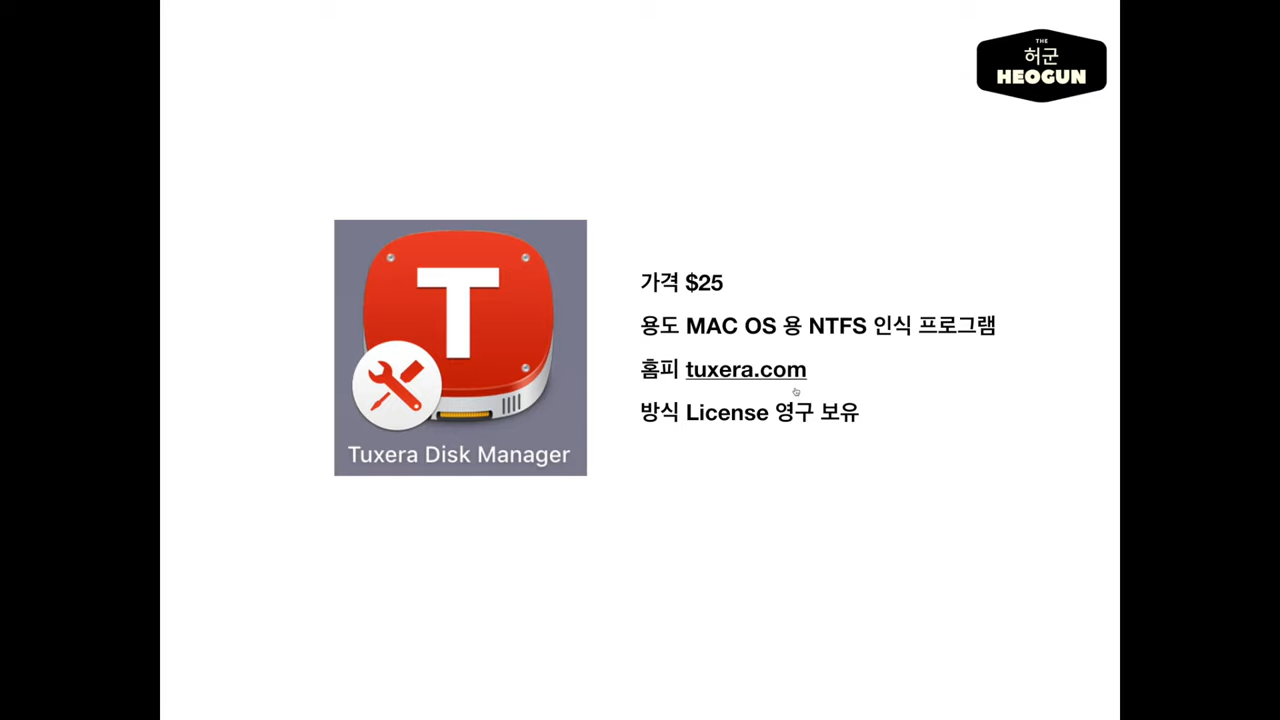 THE
허군
HEOGUN
T
Tuxera Disk Manager
가격 $25
용도 MAC OS 용 NTFS 인식 프로그램
홈피 tuxera.com
방식 License 영구 보유